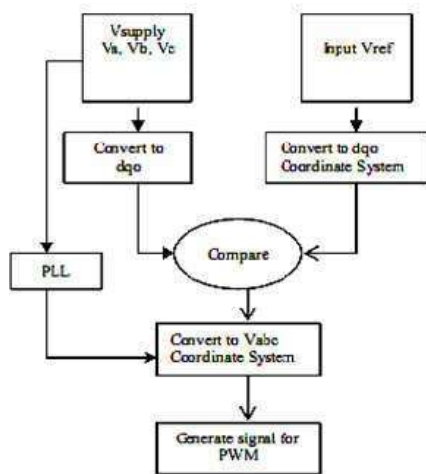 Vsupply
Va, Vb, Vc
Input Vref
Convert to
dqo
Convert to dqo
Coordinate System
Compare
PLL
Convert to Vabc
Coordinate System
Generate signal for
PWM